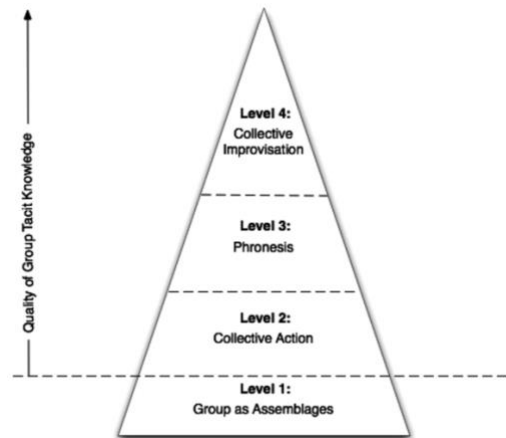 Quality of Group Tacit Knowledge
Level 4:
Collective
Improvisation
Level 3:
Phronesis
Level 2:
Collective Action
Level 1:
Group as Assemblages